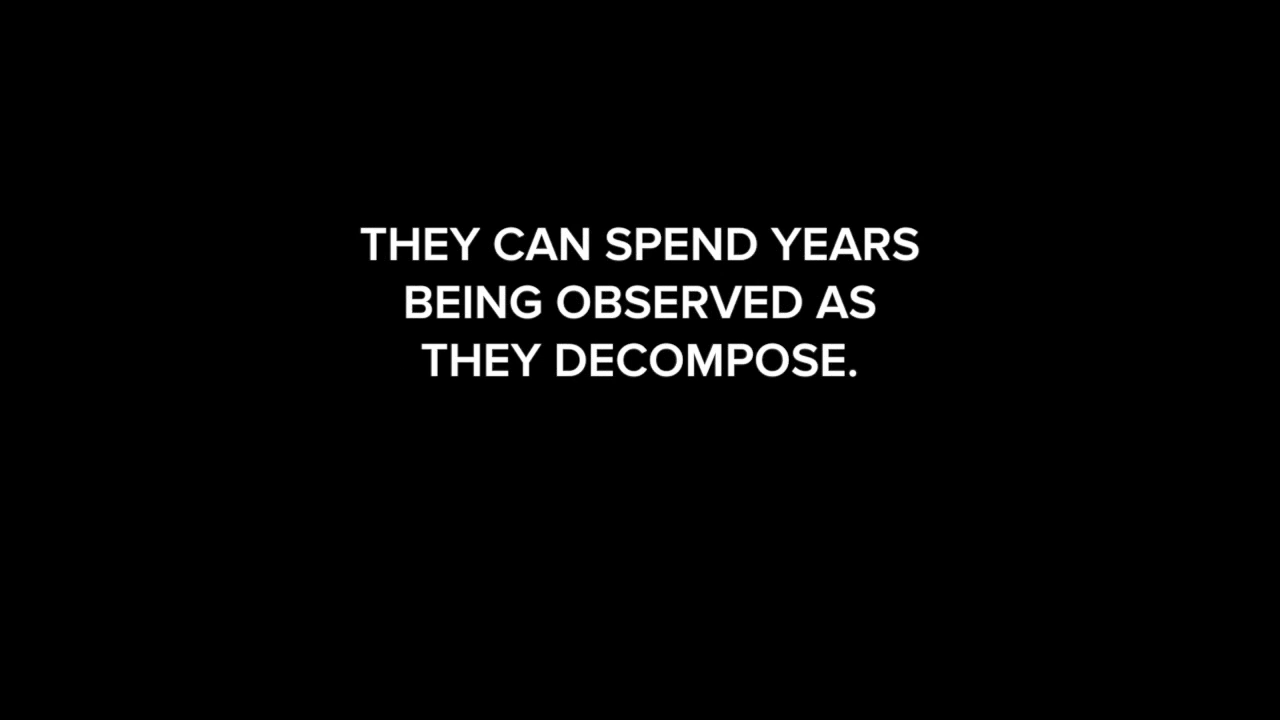 THEY CAN SPEND YEARS
BEING OBSERVED AS
THEY DECOMPOSE.